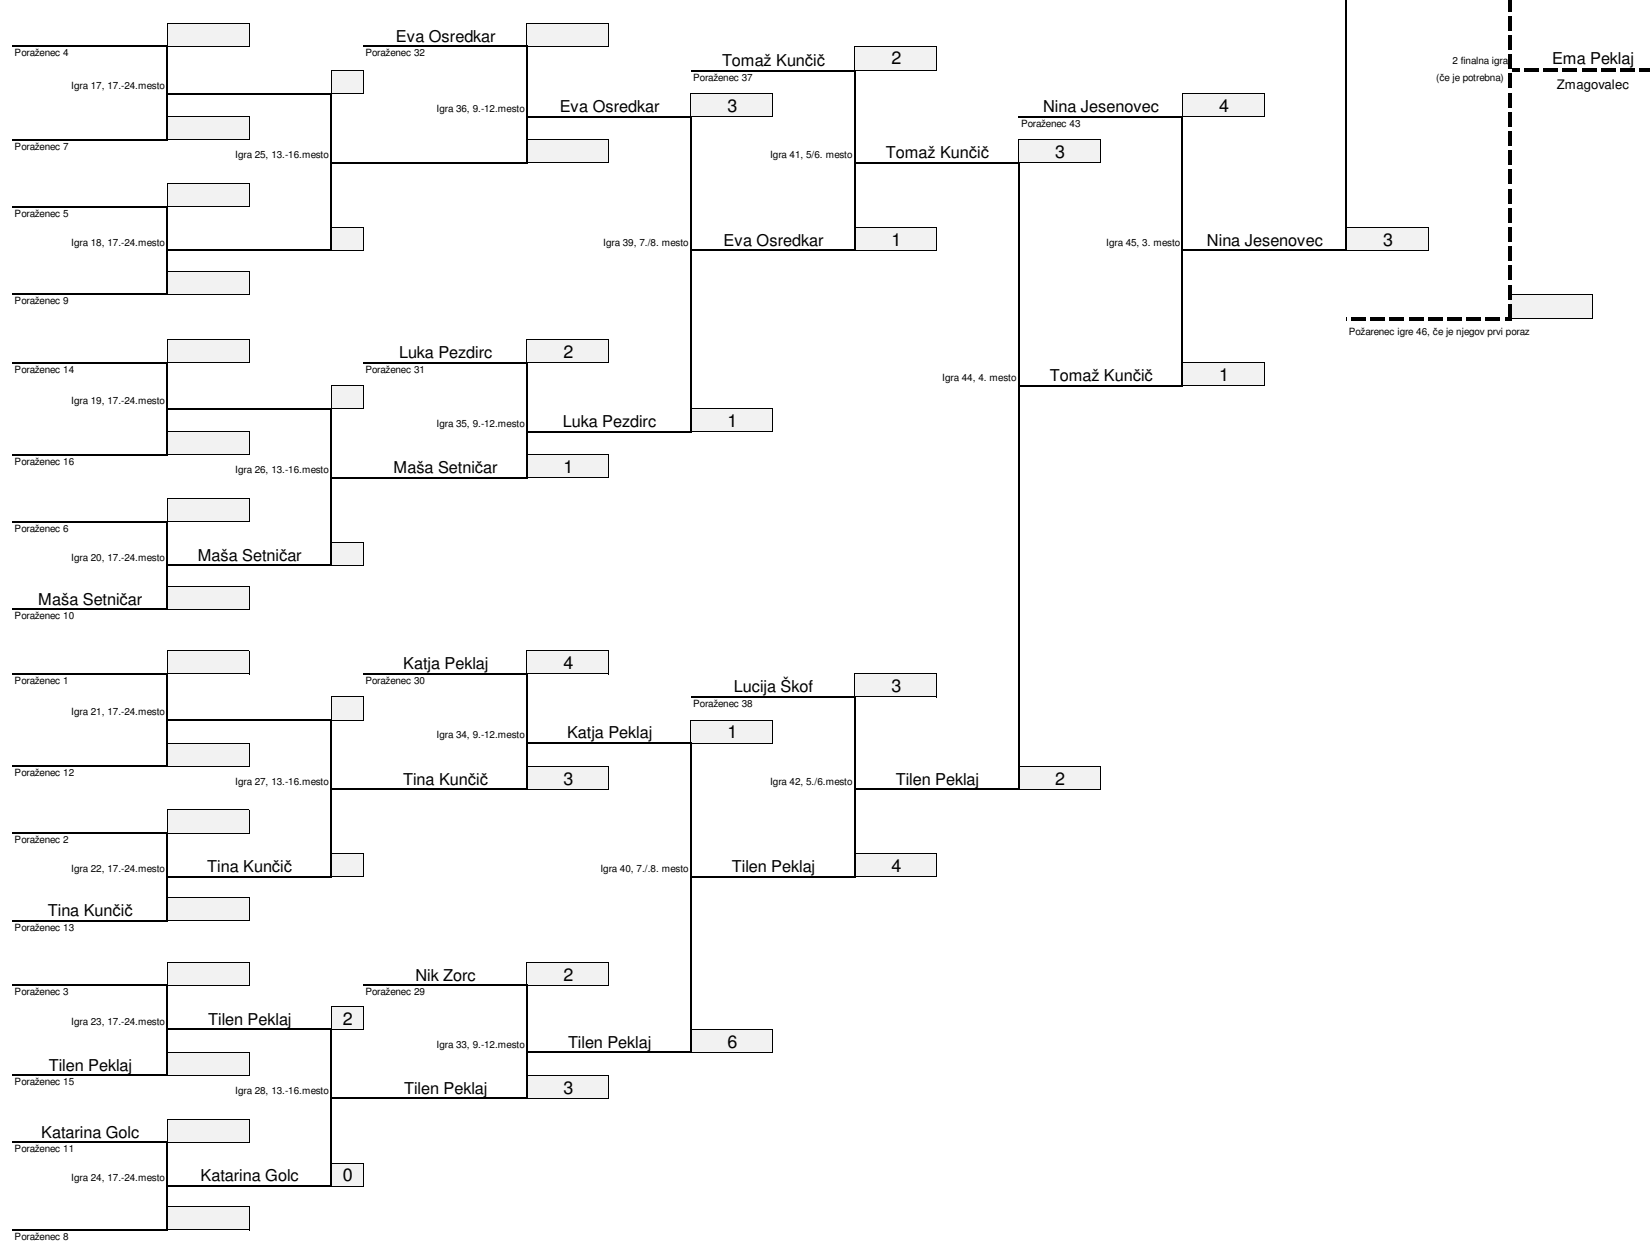 Poraženec 4
Igra 17, 17.-24.mesto
Poraženec 7
Igra 25, 13.-16.mesto
Poraženec 5
Igra 18, 17.-24.mesto
Poraženec 9
Eva Osredkar
Poraženec 32
Igra 36, 9.-12.mesto
Eva Osredkar
3
Tomaž Kunčič
2
Poraženec 37
Igra 41, 5/6. mesto
Tomaž Kunčič
3
Igra 39, 7./8. mesto
Eva Osredkar
1
Nina Jesenovec
4
Poraženec 43
Igra 45, 3. mesto
Nina Jesenovec
3
2 finalna igra
(če je potrebna)
Ema Peklaj
Zmagovalec
Požarenec igre 46, če je njegov prvi poraz
Igra 44, 4. mesto
Tomaž Kunčič
1
Poraženec 14
Igra 19, 17.-24.mesto
Poraženec 16
Igra 26, 13.-16.mesto
Poraženec 6
Igra 20, 17.-24.mesto
Maša Setničar
Maša Setničar
Poraženec 10
Luka Pezdirc
2
Poraženec 31
Igra 35, 9.-12.mesto
Luka Pezdirc
1
Maša Setničar
1
Poraženec 1
Igra 21, 17.-24.mesto
Poraženec 12
Igra 27, 13.-16.mesto
Poraženec 2
Igra 22, 17.-24.mesto
Tina Kunčič
Tina Kunčič
Poraženec 13
Katja Peklaj
4
Poraženec 30
Igra 34, 9.-12.mesto
Katja Peklaj
1
Tina Kunčič
3
Lucija Škof
3
Poraženec 38
Igra 42, 5./6.mesto
Tilen Peklaj
2
Igra 40, 7./.8. mesto
Tilen Peklaj
4
Poraženec 3
Igra 23, 17.-24.mesto
Tilen Peklaj
2
Tilen Peklaj
Poraženec 15
Igra 28, 13.-16.mesto
Katarina Golc
Poraženec 11
Igra 24, 17.-24.mesto
Katarina Golc
0
Poraženec 8
Nik Zorc
2
Poraženec 29
Igra 33, 9.-12.mesto
Tilen Peklaj
6
Tilen Peklaj
3